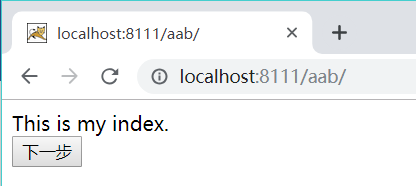 localhost:8111/aab/
localhost:8111/aab/
This is my index.
下一步